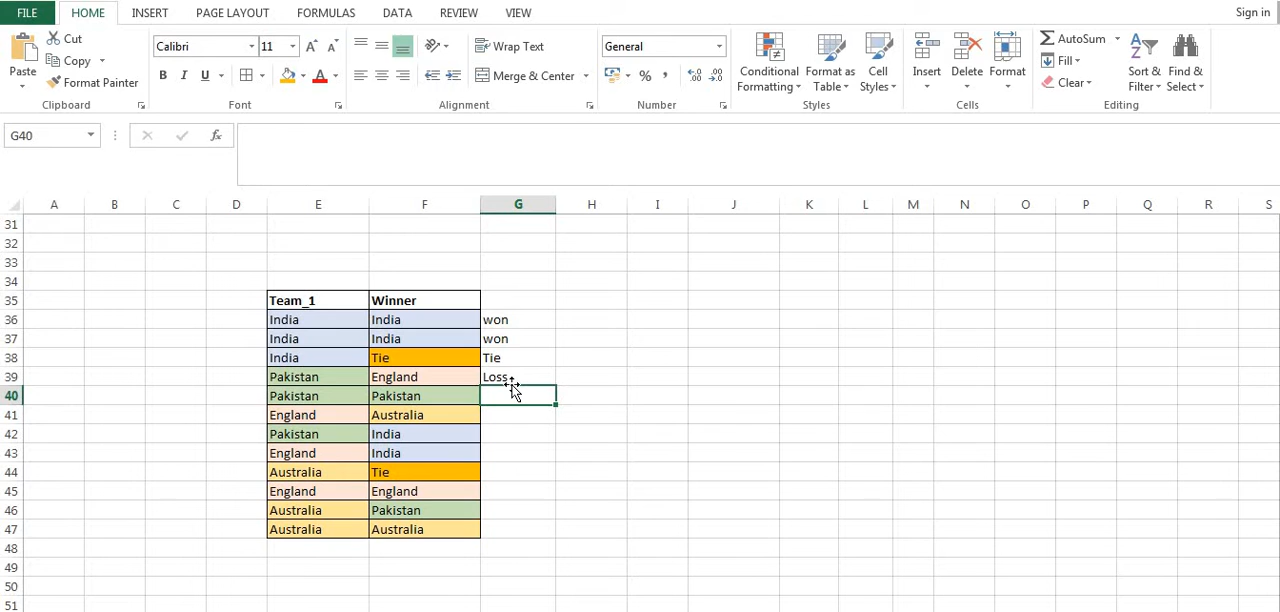 FILE HOME INSERT PAGE LAYOUT FORMULAS DATA REVIEW VIEW Sign in
Cut Calibri 11 A A Wrap Text General AutoSum
Copy Fill
Paste Format Painter B I U A Merge & Center % Conditional Formatting Format as Table Cell Styles Insert Delete Format Clear Sort & Filter Find & Select
Clipboard Font Alignment Number Styles Cells Editing
G40 fx
A B C D E F G H I J K L M N O P Q R S
31
32
33
34
35 Team_1 Winner
36 India India won
37 India India won
38 India Tie Tie
39 Pakistan England Loss
40 Pakistan Pakistan
41 England Australia
42 Pakistan India
43 England India
44 Australia Tie
45 England England
46 Australia Pakistan
47 Australia Australia
48
49
50
51